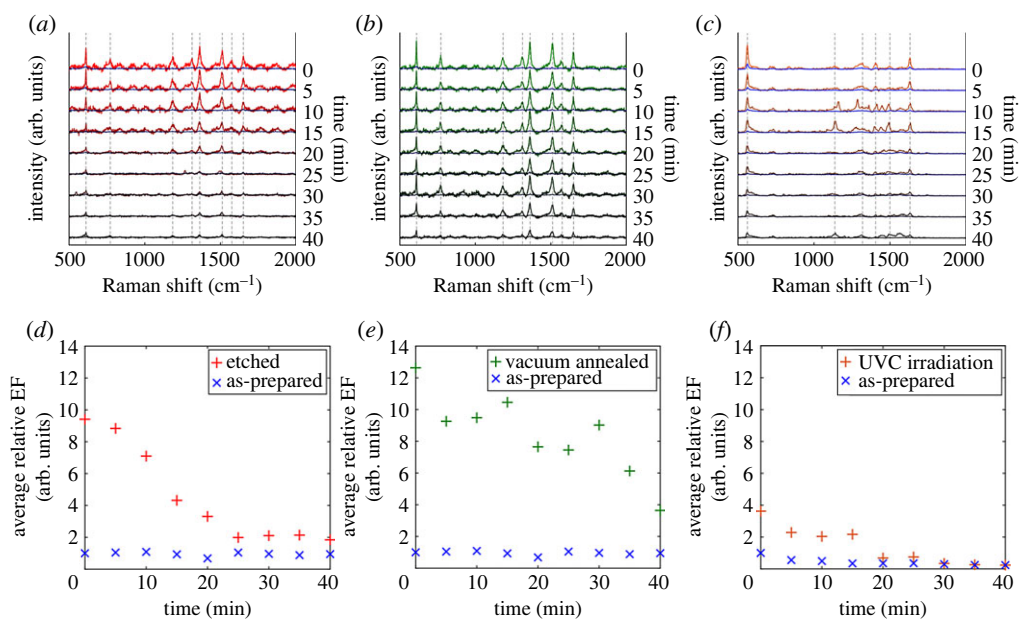 (a)
(b)
(c)
intensity (arb. units)
0
5
10
15
20
25
30
35
40
time (min)
500 1000 1500 2000
Raman shift (cm–1)
intensity (arb. units)
0
5
10
15
20
25
30
35
40
time (min)
500 1000 1500 2000
Raman shift (cm–1)
intensity (arb. units)
0
5
10
15
20
25
30
35
40
time (min)
500 1000 1500 2000
Raman shift (cm–1)
(d)
average relative EF
(arb. units)
14
12
10
8
6
4
2
etched
as-prepared
0 10 20 30 40
time (min)
(e)
average relative EF
(arb. units)
14
12
10
8
6
4
2
vacuum annealed
as-prepared
0 10 20 30 40
time (min)
(f)
average relative EF
(arb. units)
14
12
10
8
6
4
2
UVC irradiation
as-prepared
0 10 20 30 40
time (min)